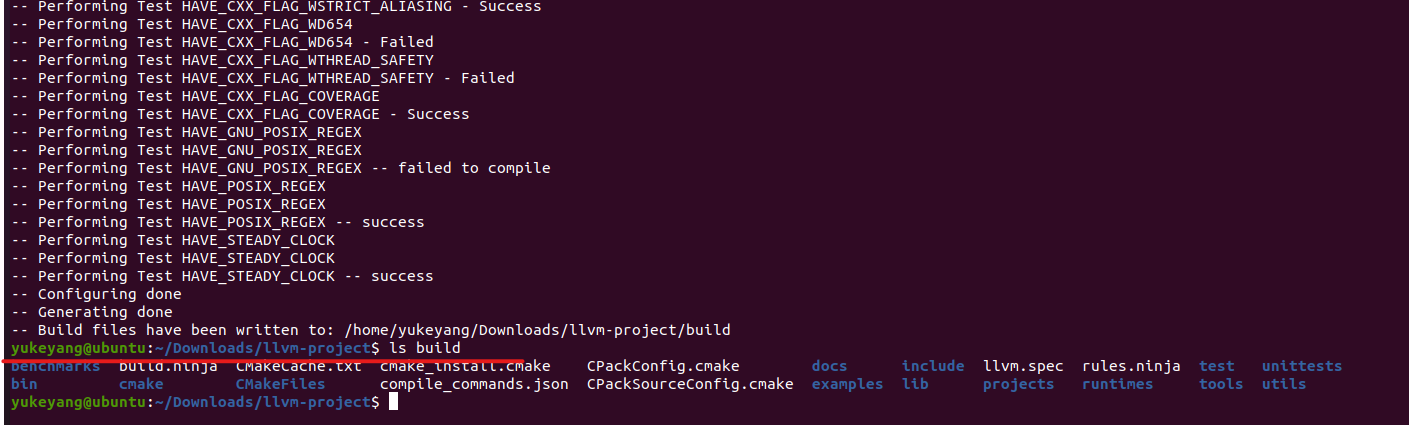 -- Performing Test HAVE_CXX_FLAG_WSTRICT_ALIASING - Success
-- Performing Test HAVE_CXX_FLAG_WD654
-- Performing Test HAVE_CXX_FLAG_WD654 - Failed
-- Performing Test HAVE_CXX_FLAG_WTHREAD_SAFETY
-- Performing Test HAVE_CXX_FLAG_WTHREAD_SAFETY - Failed
-- Performing Test HAVE_CXX_FLAG_COVERAGE
-- Performing Test HAVE_CXX_FLAG_COVERAGE - Success
-- Performing Test HAVE_GNU_POSIX_REGEX
-- Performing Test HAVE_GNU_POSIX_REGEX
-- Performing Test HAVE_GNU_POSIX_REGEX -- failed to compile
-- Performing Test HAVE_POSIX_REGEX
-- Performing Test HAVE_POSIX_REGEX
-- Performing Test HAVE_POSIX_REGEX -- success
-- Performing Test HAVE_STEADY_CLOCK
-- Performing Test HAVE_STEADY_CLOCK
-- Performing Test HAVE_STEADY_CLOCK -- success
-- Configuring done
-- Generating done
-- Build files have been written to: /home/yukeyang/Downloads/llvm-project/build
yukeyang@ubuntu:~/Downloads/llvm-project$ ls build
benchmarks build.ninja CMakeCache.txt cmake_install.cmake CPackConfig.cmake docs include llvm.spec rules.ninja test unittests
bin cmake CMakeFiles compile_commands.json CPackSourceConfig.cmake examples lib projects runtimes tools utils
yukeyang@ubuntu:~/Downloads/llvm-project$